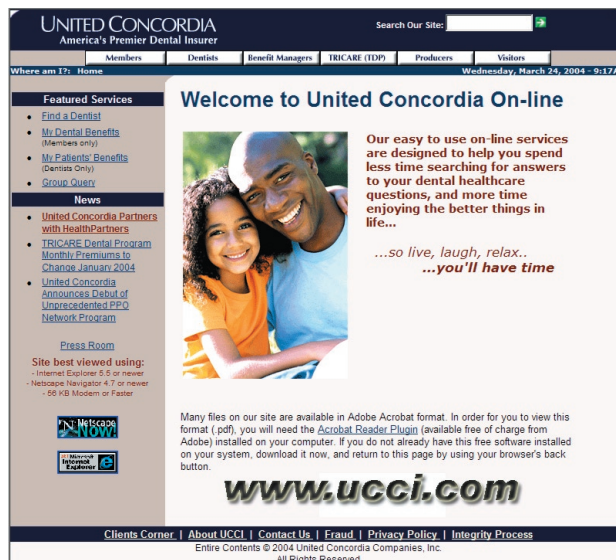 UNITED CONCORDIA
America's Premier Dental Insurer
Search Our Site:
Members
Dentists
Benefit Managers
TRICARE (TDP)
Producers
Visitors
Where am I?: Home
Wednesday, March 24, 2004 - 9:17A
Featured Services
Find a Dentist
My Dental Benefits
(Members only)
My Patients' Benefits
(Dentists Only)
Group Query
News
United Concordia Partners
with HealthPartners
TRICARE Dental Program
Monthly Premiums to
Change January 2004
United Concordia
Announces Debut of
Unprecedented PPO
Network Program
Press Room
Site best viewed using:
- Internet Explorer 5.5 or newer
- Netscape Navigator 4.7 or newer
- 56 KB Modem or Faster
Netscape
NOW!
Microsoft
Internet
Explorer
Welcome to United Concordia On-line
Our easy to use on-line services
are designed to help you spend
less time searching for answers
to your dental healthcare
questions, and more time
enjoying the better things in
life...
...so live, laugh, relax..
...you'll have time
Many files on our site are available in Adobe Acrobat format. In order for you to view this
format (.pdf), you will need the Acrobat Reader Plugin (available free of charge from
Adobe) installed on your computer. If you do not already have this free software installed
on your system, download it now, and return to this page by using your browser's back
button.
www.ucci.com
Clients Corner | About UCCI | Contact Us | Fraud | Privacy Policy | Integrity Process
Entire Contents © 2004 United Concordia Companies, Inc.
All Rights Reserved